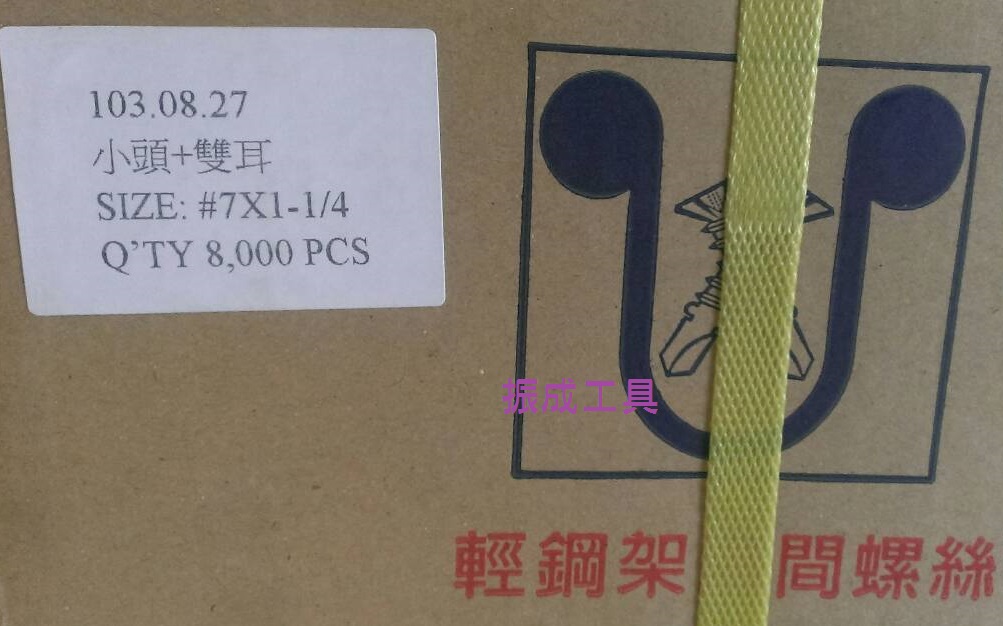 103.08.27
小頭+雙耳
SIZE: #7X1-1/4
Q'TY 8,000 PCS
振成工具
輕鋼架 間螺絲